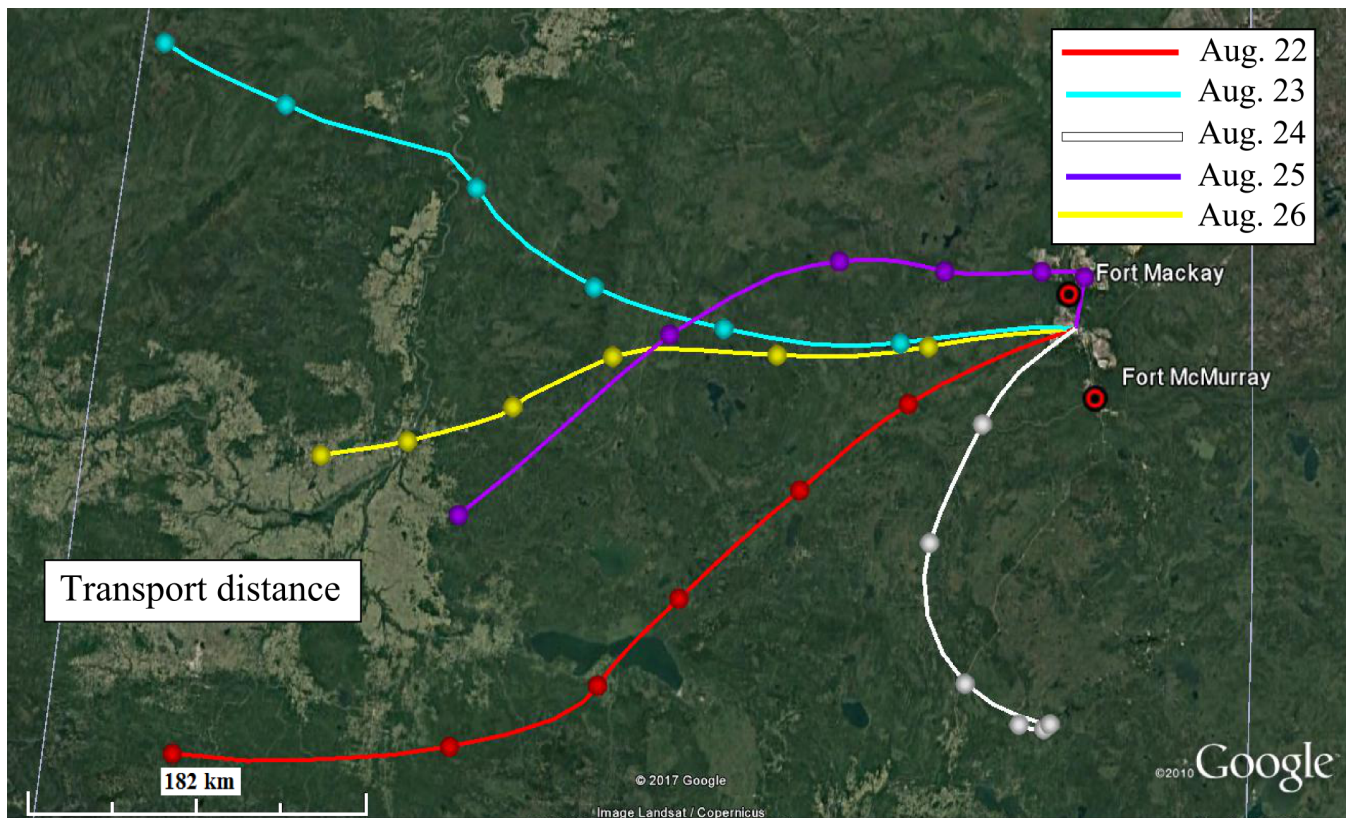 Aug. 22
Aug. 23
Aug. 24
Aug. 25
Aug. 26
Fort Mackay
Fort McMurray
Transport distance
182 km
© 2017 Google
©2010 Google
Image Landsat / Copernicus